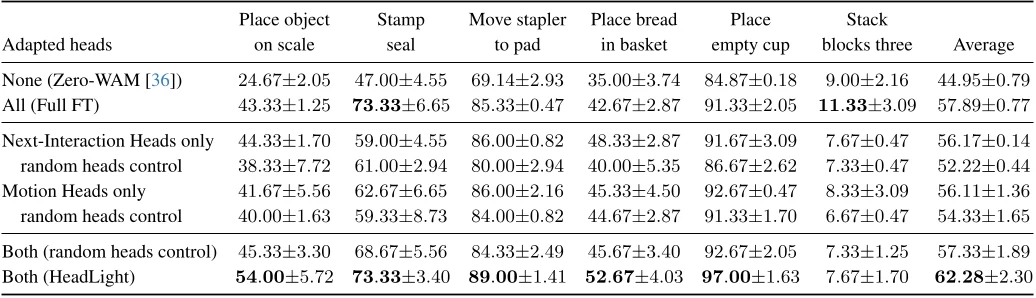 Adapted heads Place object on scale Stamp seal Move stapler to pad Place bread in basket Place empty cup Stack blocks three Average
None (Zero-WAM [36]) 24.67±2.05 47.00±4.55 69.14±2.93 35.00±3.74 84.87±0.18 9.00±2.16 44.95±0.79
All (Full FT) 43.33±1.25 73.33±6.65 85.33±0.47 42.67±2.87 91.33±2.05 11.33±3.09 57.89±0.77
Next-Interaction Heads only 44.33±1.70 59.00±4.55 86.00±0.82 48.33±2.87 91.67±3.09 7.67±0.47 56.17±0.14
random heads control 38.33±7.72 61.00±2.94 80.00±2.94 40.00±5.35 86.67±2.62 7.33±0.47 52.22±0.44
Motion Heads only 41.67±5.56 62.67±6.65 86.00±2.16 45.33±4.50 92.67±0.47 8.33±3.09 56.11±1.36
random heads control 40.00±1.63 59.33±8.73 84.00±0.82 44.67±2.87 91.33±1.70 6.67±0.47 54.33±1.65
Both (random heads control) 45.33±3.30 68.67±5.56 84.33±2.49 45.67±3.40 92.67±2.05 7.33±1.25 57.33±1.89
Both (HeadLight) 54.00±5.72 73.33±3.40 89.00±1.41 52.67±4.03 97.00±1.63 7.67±1.70 62.28±2.30